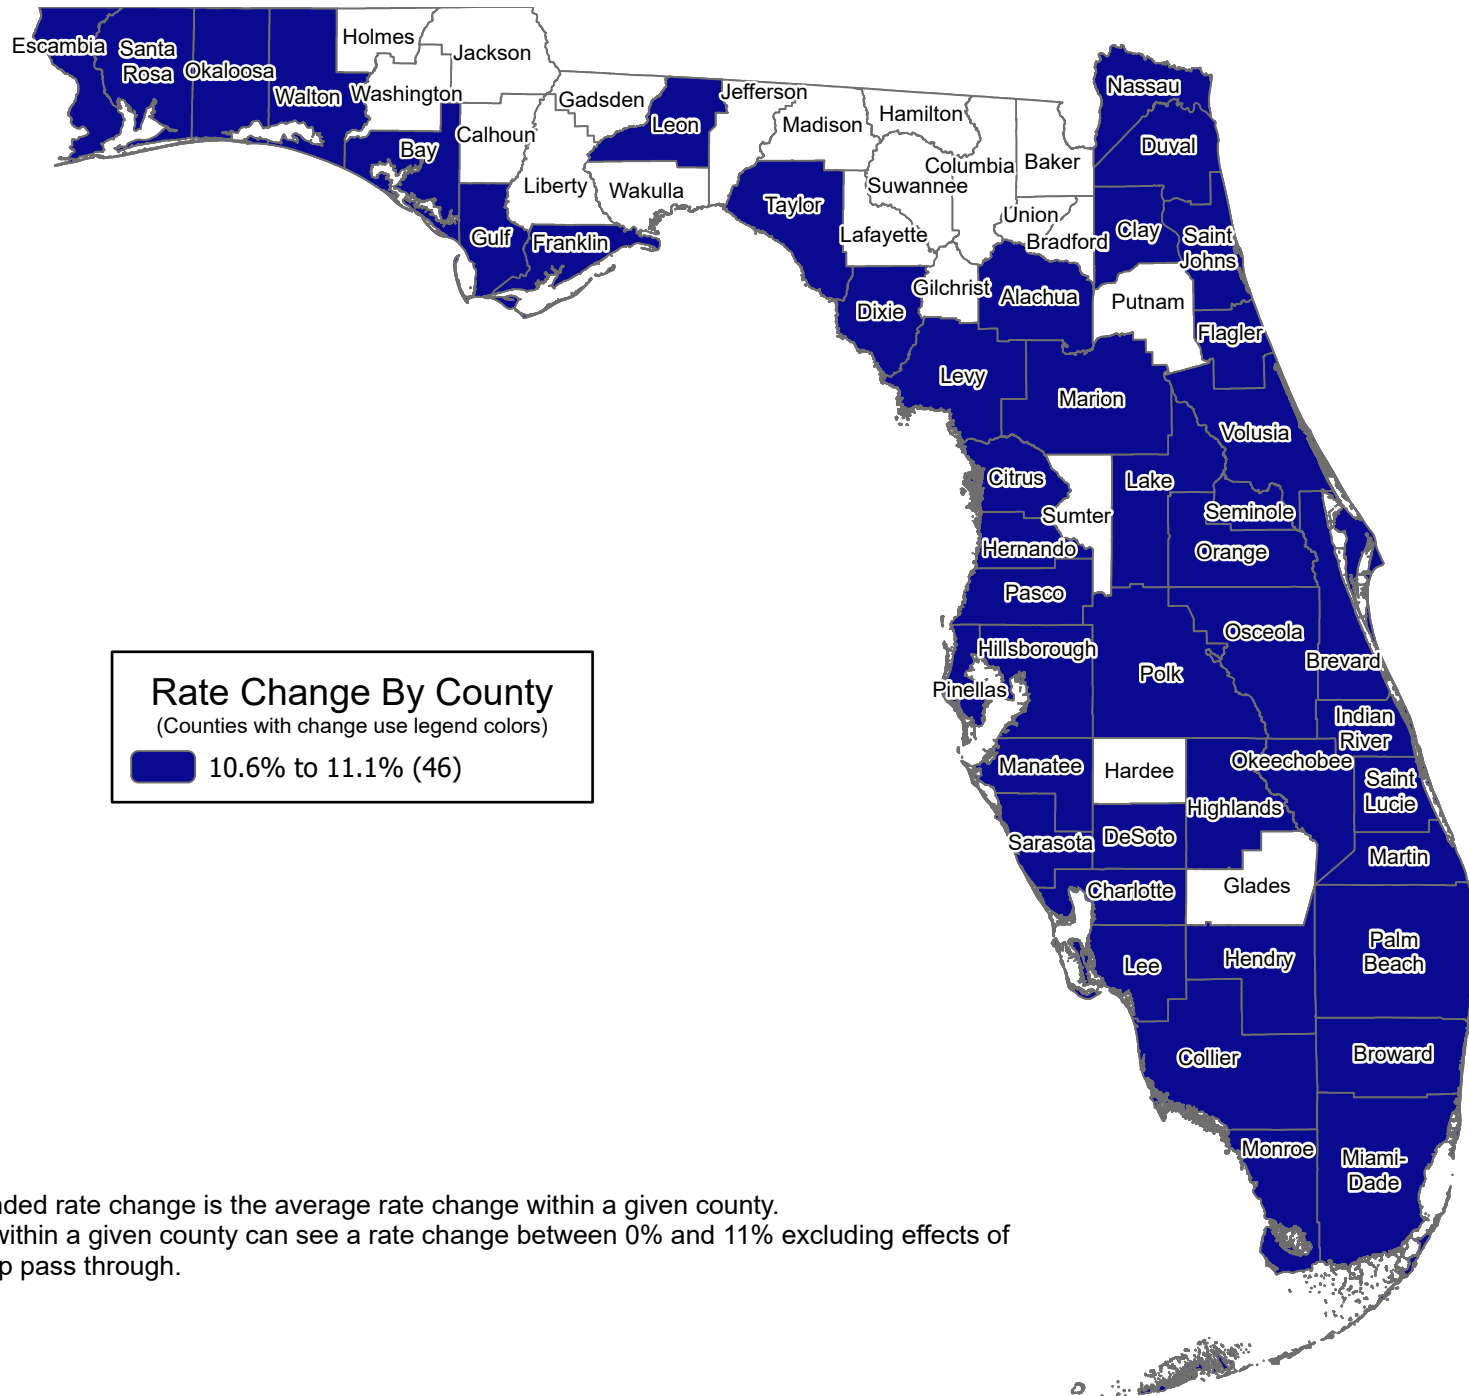 Escambia
Santa
Rosa
Okaloosa
Walton
Holmes
Jackson
Washington
Bay
Calhoun
Gadsden
Liberty
Gulf
Franklin
Leon
Wakulla
Jefferson
Madison
Taylor
Hamilton
Suwannee
Lafayette
Columbia
Baker
Union
Bradford
Gilchrist
Dixie
Alachua
Nassau
Duval
Clay
Saint
Johns
Putnam
Flagler
Levy
Marion
Volusia
Citrus
Sumter
Lake
Seminole
Hernando
Orange
Pasco
Osceola
Hillsborough
Polk
Brevard
Pinellas
Indian
River
Manatee
Hardee
Okeechobee
Highlands
Saint
Lucie
Sarasota
DeSoto
Martin
Charlotte
Glades
Lee
Hendry
Palm
Beach
Collier
Broward
Monroe
Miami-
Dade
Rate Change By County
(Counties with change use legend colors)
10.6% to 11.1% (46)
ded rate change is the average rate change within a given county.
within a given county can see a rate change between 0% and 11% excluding effects of
p pass through.